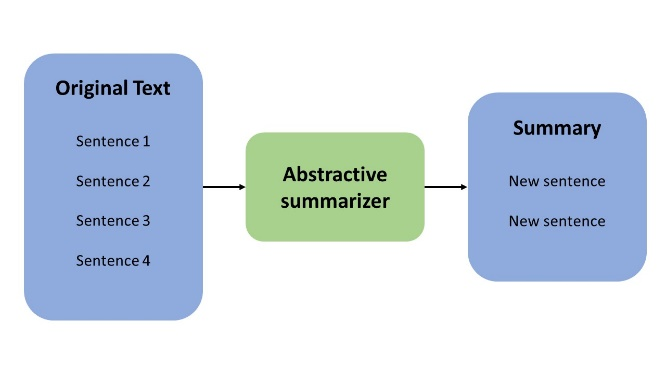 Original Text
Sentence 1
Sentence 2
Sentence 3
Sentence 4
Abstractive
summarizer
Summary
New sentence
New sentence